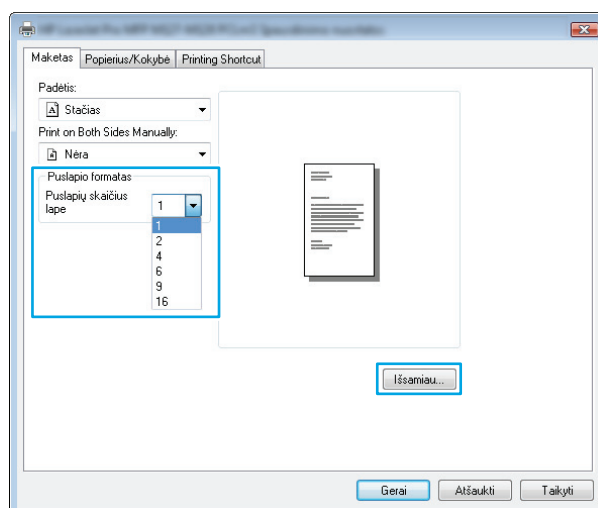 Maketas Popierius/Kokybė Printing Shortcut
Padėtis:
Stačias
Print on Both Sides Manually:
Nėra
Puslapio formatas
Puslapių skaičius
lape
1
1
2
4
6
9
16
Išsamiau...
Gerai Atšaukti Taikyti